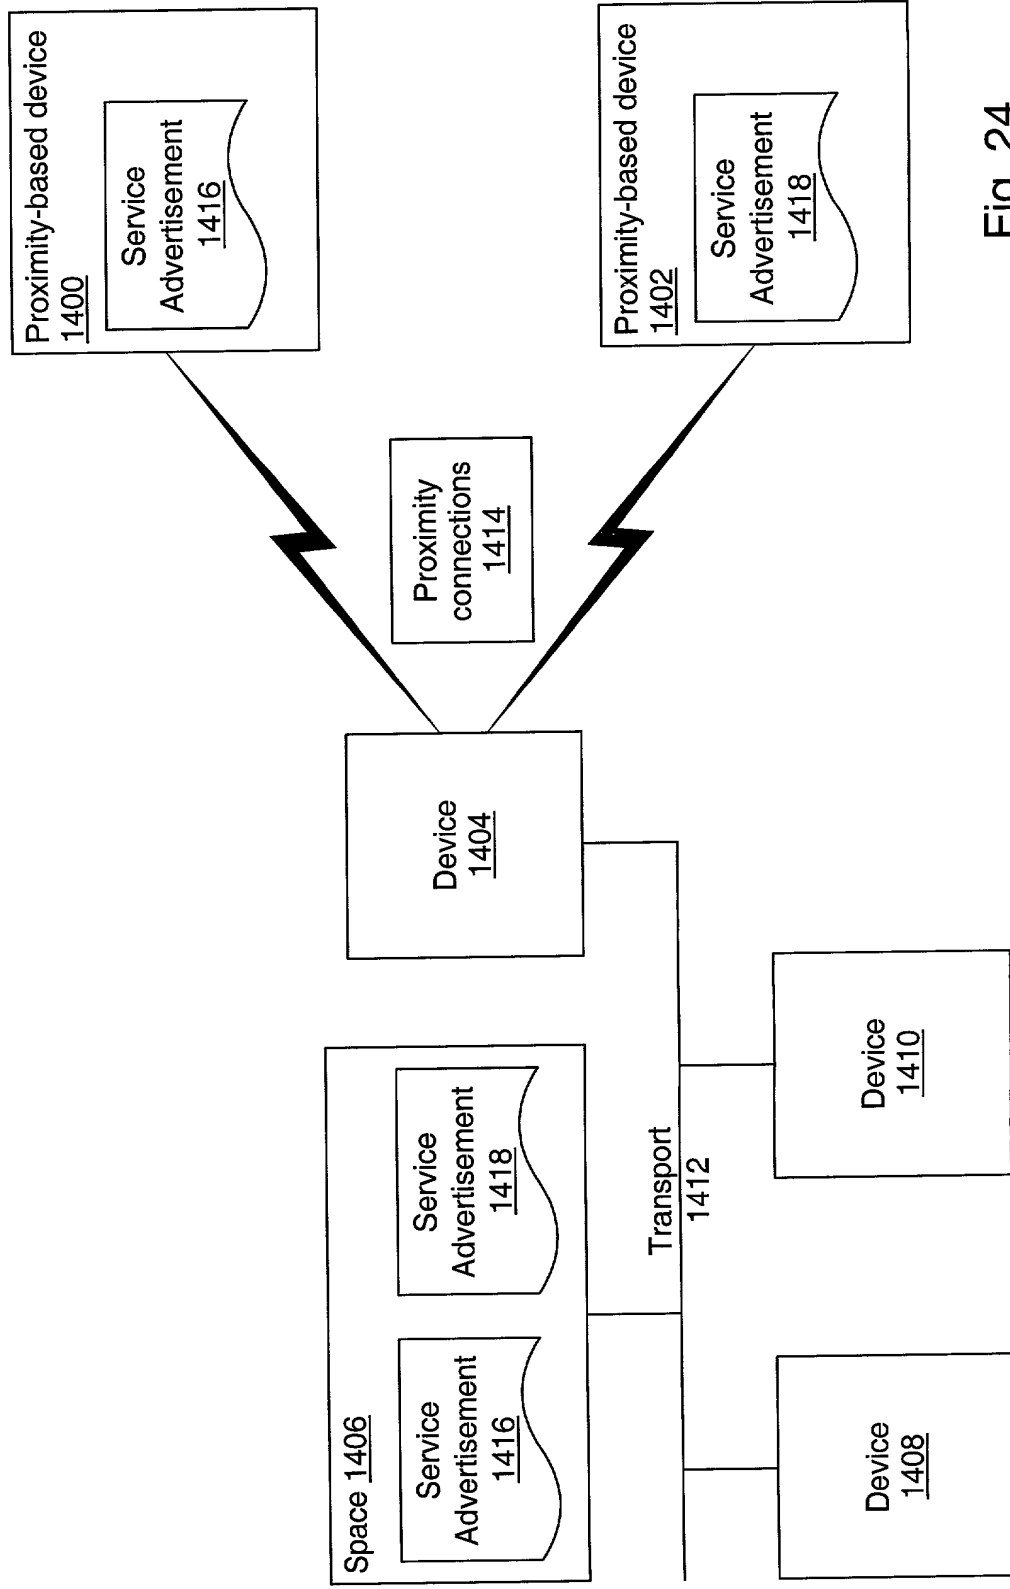 Space 1406
Service
Advertisement
1416
Service
Advertisement
1418
Device
1404
Proximity
connections
1414
Proximity-based device
1400
Service
Advertisement
1416
Proximity-based device
1402
Service
Advertisement
1418
Transport
1412
Device
1408
Device
1410
Fig. 24